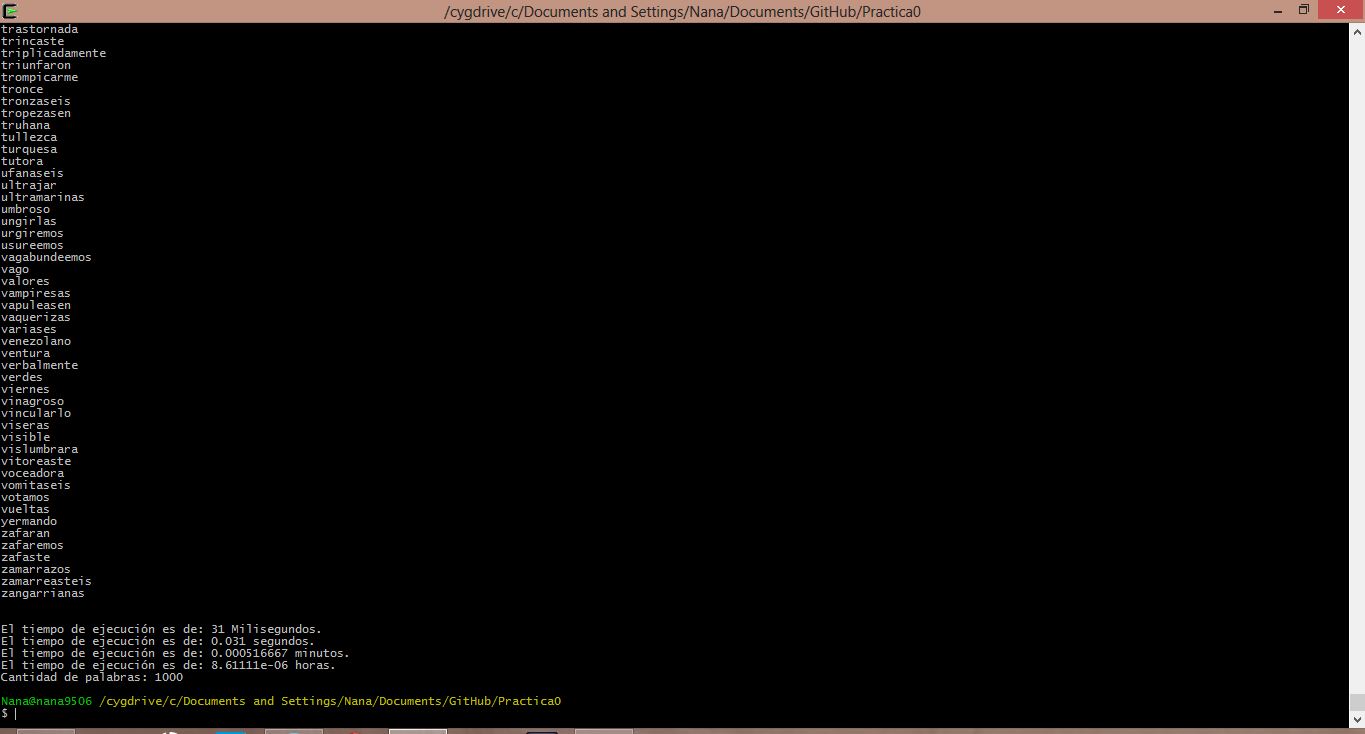 /cygdrive/c/Documents and Settings/Nana/Documents/GitHub/Practica0
trastornada
trincaste
triplicadamente
triunfaron
trompicarme
tronce
tronzaseis
tropezasen
truhana
tullezca
turquesa
tutora
ufanaseis
ultrajar
ultramarinas
umbroso
ungirlas
urgiremos
usureemos
vagabundeemos
vago
valores
vampiresas
vapuleasen
vaquerizas
variases
venezolano
ventura
verbalmente
verdes
viernes
vinagroso
vincularlo
viseras
visible
vislumbrara
vitoreaste
voceadora
vomitaseis
votamos
vueltas
yermando
zafaran
zafaremos
zafaste
zamarrazos
zamarreasteis
zangarrianas
El tiempo de ejecución es de: 31 Milisegundos.
El tiempo de ejecución es de: 0.031 segundos.
El tiempo de ejecución es de: 0.000516667 minutos.
El tiempo de ejecución es de: 8.61111e-06 horas.
Cantidad de palabras: 1000
Nana@nana9506 /cygdrive/c/Documents and Settings/Nana/Documents/GitHub/Practica0
$